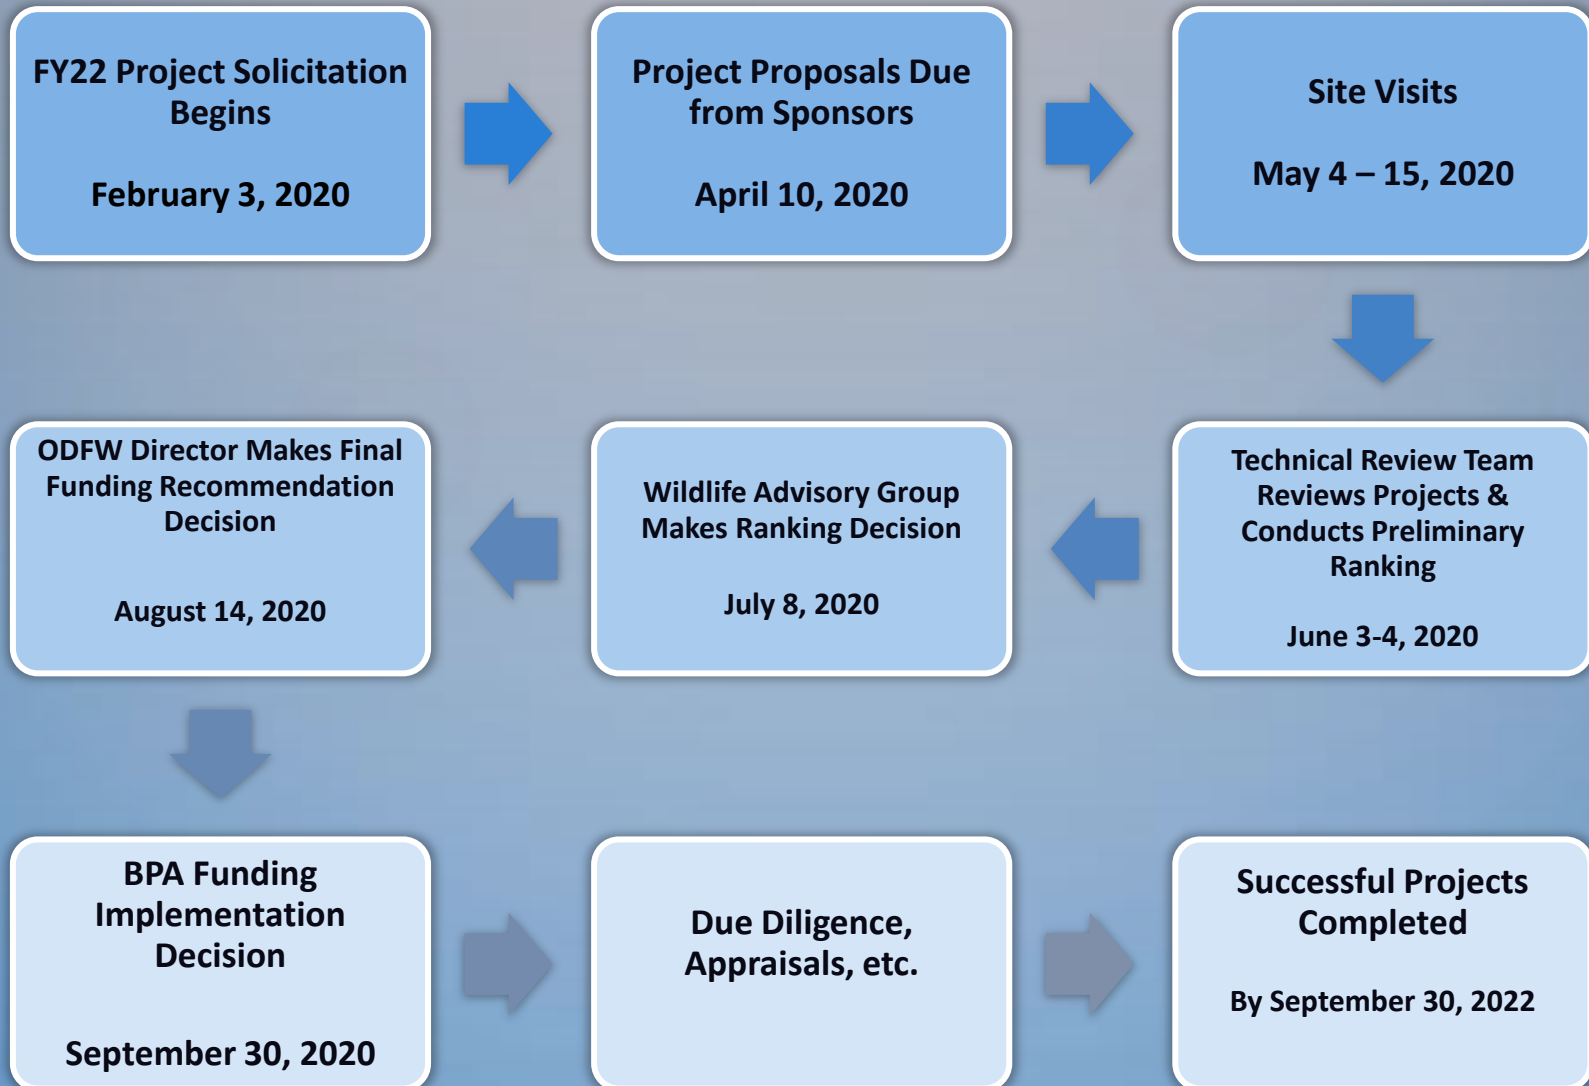 FY22 Project Solicitation
Begins
February 3, 2020
Project Proposals Due
from Sponsors
April 10, 2020
Site Visits
May 4 – 15, 2020
Technical Review Team
Reviews Projects &
Conducts Preliminary
Ranking
June 3-4, 2020
Wildlife Advisory Group
Makes Ranking Decision
July 8, 2020
ODFW Director Makes Final
Funding Recommendation
Decision
August 14, 2020
BPA Funding
Implementation
Decision
September 30, 2020
Due Diligence,
Appraisals, etc.
Successful Projects
Completed
By September 30, 2022